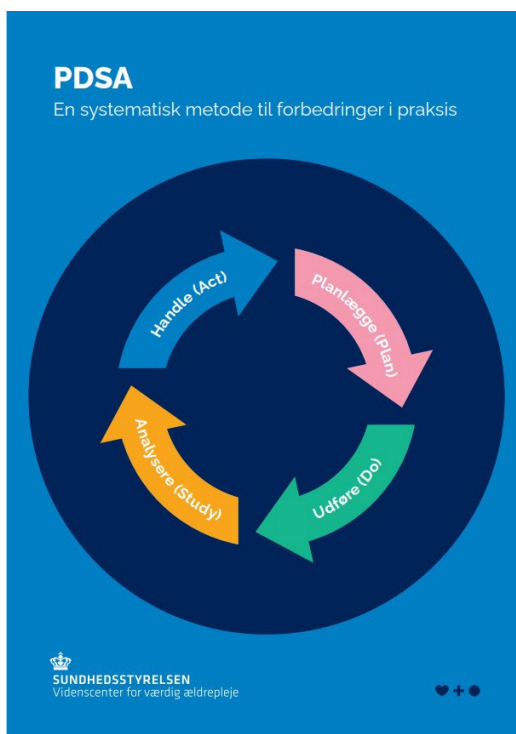 PDSA
En systematisk metode til forbedringer i praksis
Handle (Act)
Planlægge (Plan)
Udføre (Do)
Analysere (Study)
SUNDHEDSSTYRELSEN
Videnscenter for værdig ældrepleje